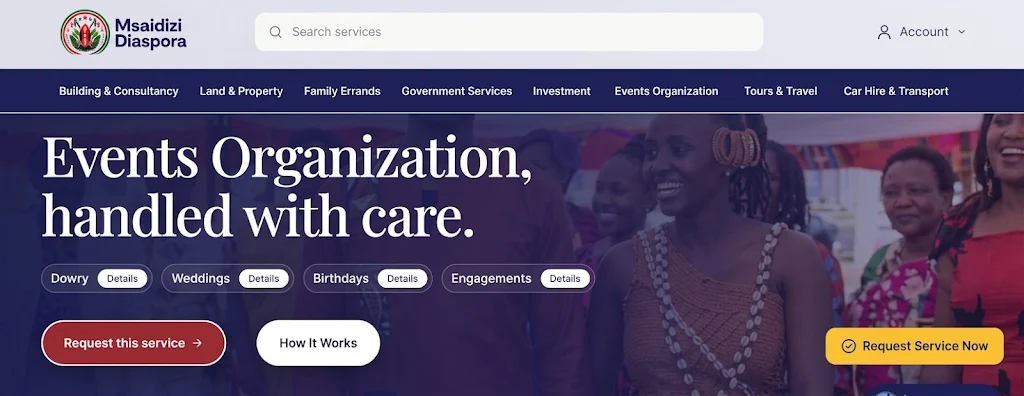 Msaidizi
Diaspora
Search services
Account
Building & Consultancy
Land & Property
Family Errands
Government Services
Investment
Events Organization
Tours & Travel
Car Hire & Transport
Events Organization,
handled with care.
Dowry Details
Weddings Details
Birthdays Details
Engagements Details
Request this service →
How It Works
Request Service Now